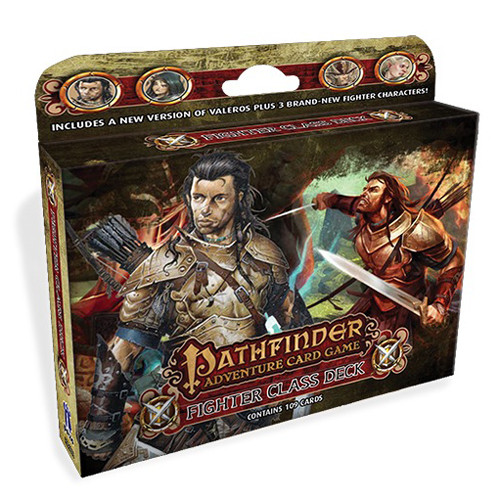 INCLUDES A NEW VERSION OF VALEROS PLUS 3 BRAND-NEW FIGHTER CHARACTERS!
FIGHTER CLASS DECK
PATHFINDER
ADVENTURE CARD GAME
FIGHTER CLASS DECK
CONTAINS 109 CARDS